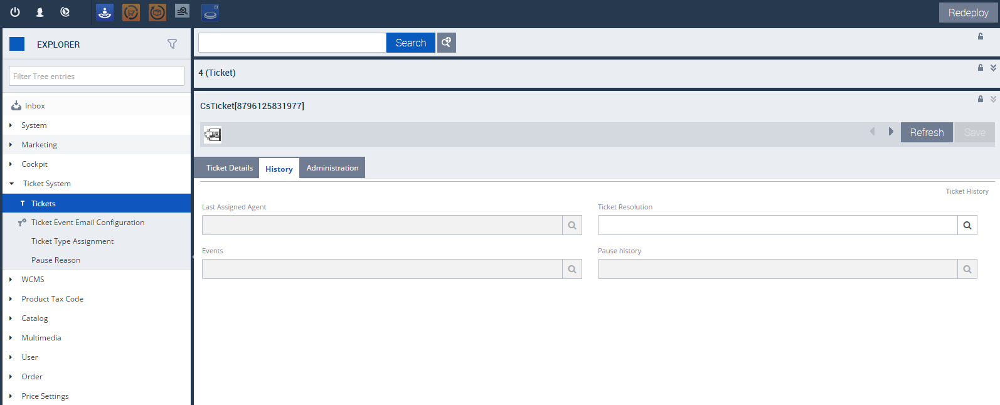 Redeploy
EXPLORER
Search
Filter Tree entries
4 (Ticket)
Inbox
CsTicket[8796125831977]
System
Refresh
Save
Marketing
Cockpit
Ticket Details
History
Administration
Ticket System
Ticket History
Tickets
Last Assigned Agent
Ticket Resolution
Ticket Event Email Configuration
Ticket Type Assignment
Events
Pause history
Pause Reason
WCMS
Product Tax Code
Catalog
Multimedia
User
Order
Price Settings